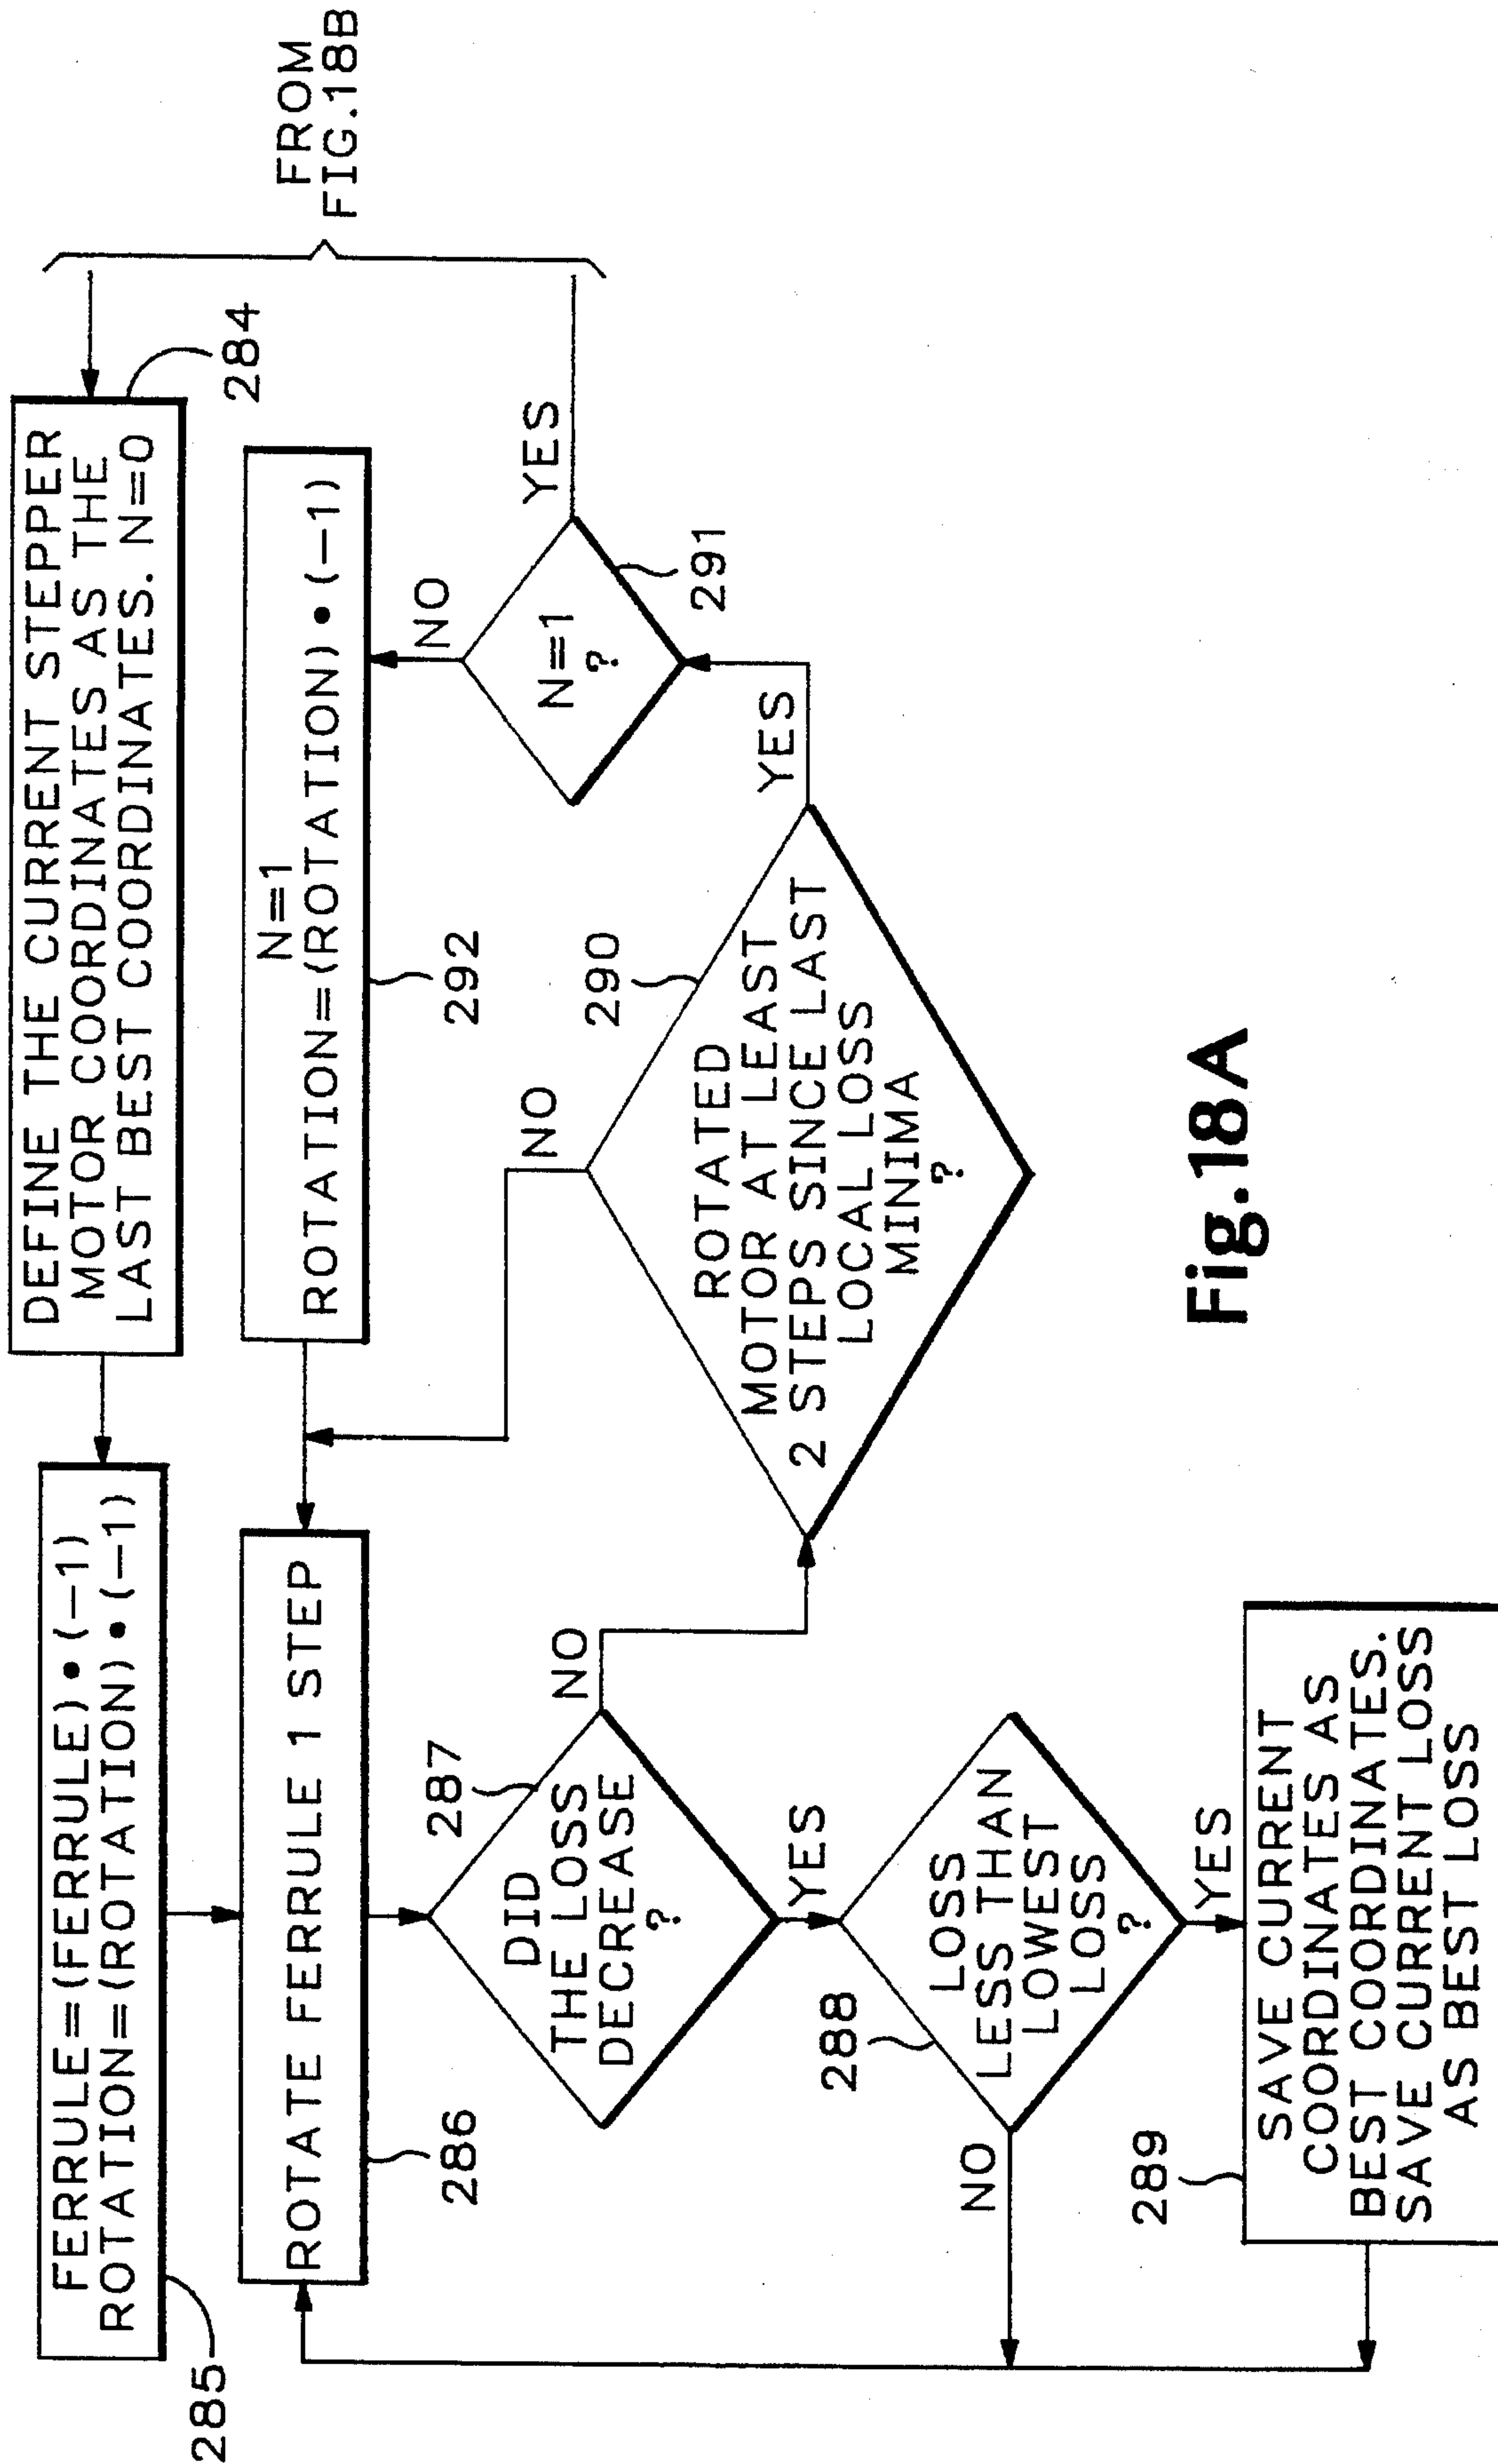 FROM
FIG.18B
DEFINE THE CURRENT STEPPER
MOTOR COORDINATES AS THE
LAST BEST COORDINATES. N=0
284
FERRULE=(FERRULE)•(−1)
ROTATION=(ROTATION)•(−1)
285
ROTATE FERRULE 1 STEP
286
DID
THE LOSS
DECREASE
?
287
NO
YES
LOSS
LESS THAN
LOWEST
LOSS
?
288
NO
YES
SAVE CURRENT
COORDINATES AS
BEST COORDINATES.
SAVE CURRENT LOSS
AS BEST LOSS
289
ROTATED
MOTOR AT LEAST
2 STEPS SINCE LAST
LOCAL LOSS
MINIMA
?
290
NO
YES
N=1
?
291
NO
YES
N=1
ROTATION=(ROTATION)•(−1)
292
Fig.18A